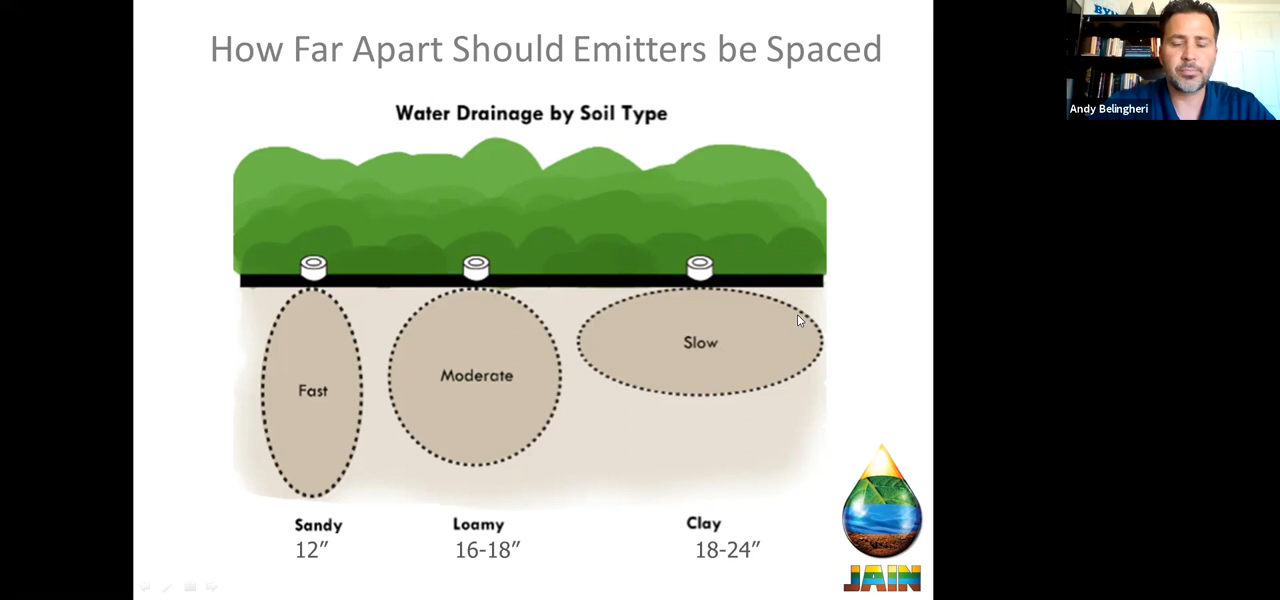 How Far Apart Should Emitters be Spaced
Water Drainage by Soil Type
Fast
Moderate
Slow
Sandy
Loamy
Clay
12”
16-18”
18-24”
JAIN
Andy Belingheri